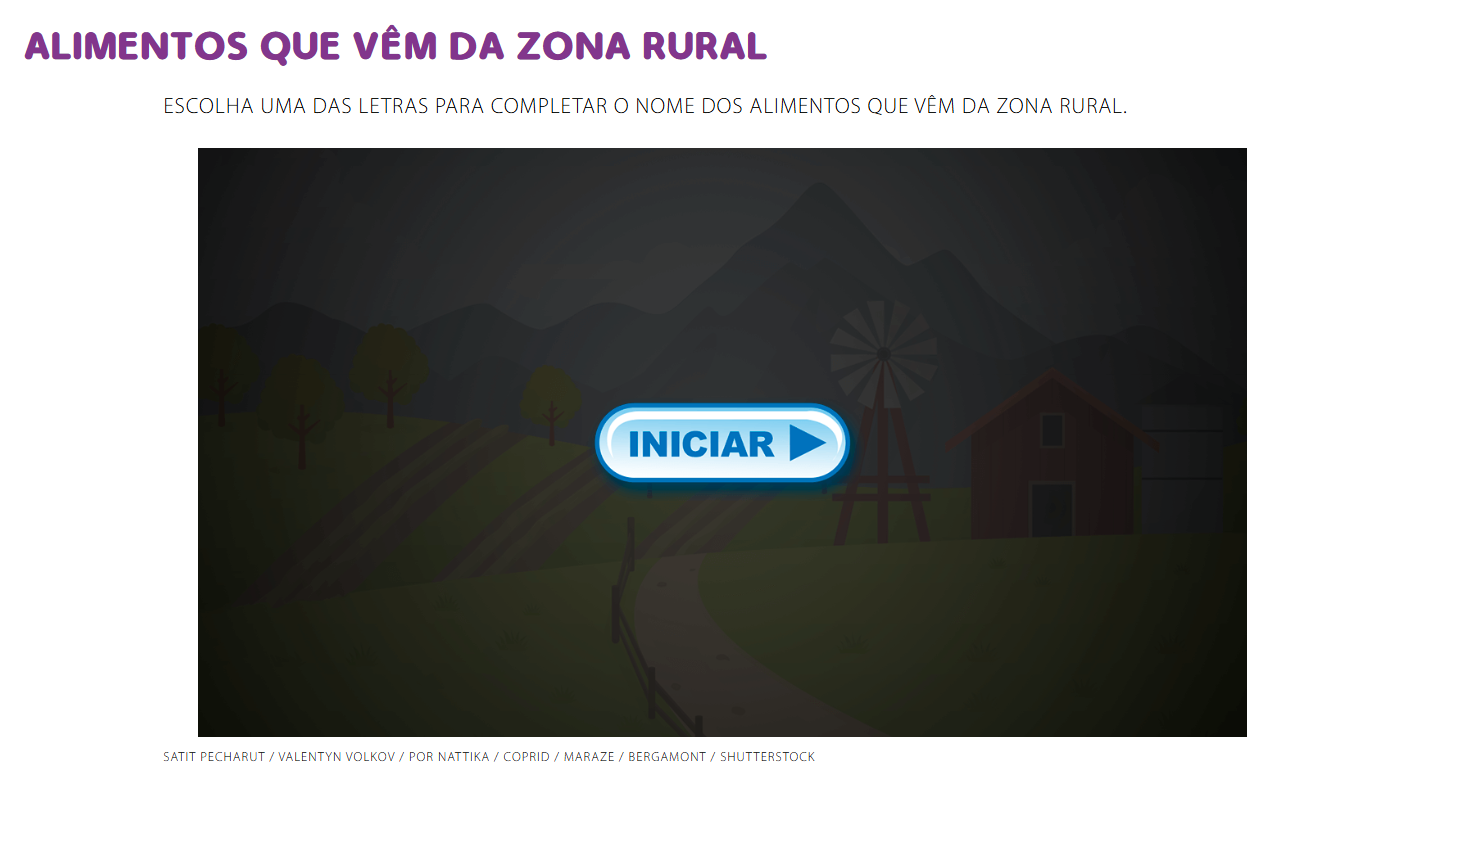 ALIMENTOS QUE VÊM DA ZONA RURAL
ESCOLHA UMA DAS LETRAS PARA COMPLETAR O NOME DOS ALIMENTOS QUE VÊM DA ZONA RURAL.
INICIAR
SATIT PECHARUT / VALENTYN VOLKOV / POR NATTIKA / COPRID / MARAZE / BERGAMONT / SHUTTERSTOCK